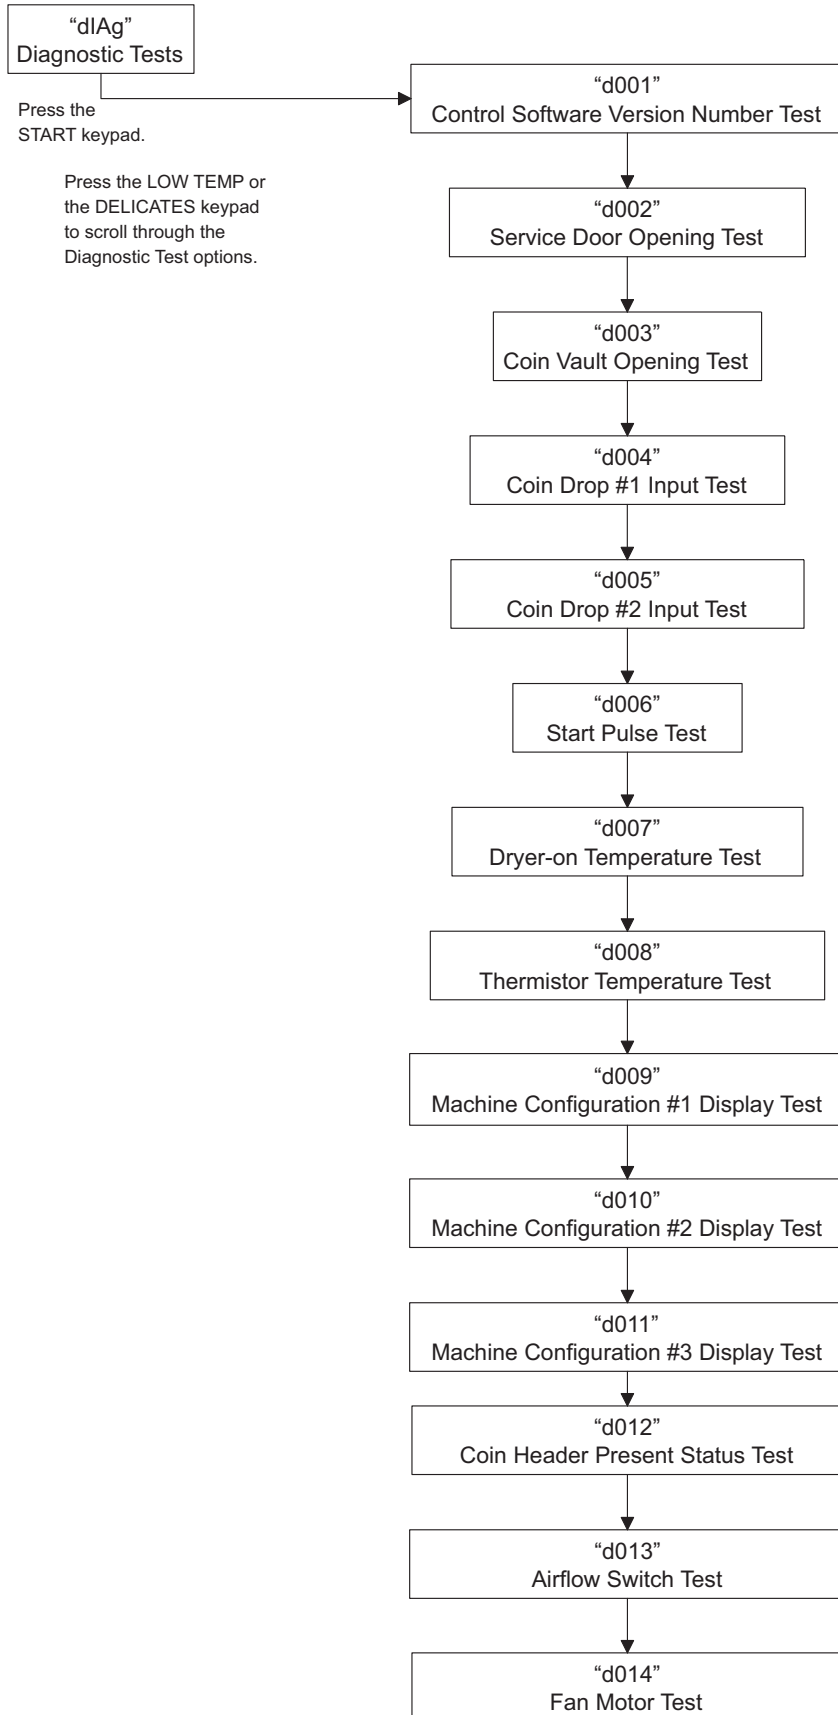 “dIAg”
Diagnostic Tests
Press the
START keypad.
Press the LOW TEMP or
the DELICATES keypad
to scroll through the
Diagnostic Test options.
“d001”
Control Software Version Number Test
“d002”
Service Door Opening Test
“d003”
Coin Vault Opening Test
“d004”
Coin Drop #1 Input Test
“d005”
Coin Drop #2 Input Test
“d006”
Start Pulse Test
“d007”
Dryer-on Temperature Test
“d008”
Thermistor Temperature Test
“d009”
Machine Configuration #1 Display Test
“d010”
Machine Configuration #2 Display Test
“d011”
Machine Configuration #3 Display Test
“d012”
Coin Header Present Status Test
“d013”
Airflow Switch Test
“d014”
Fan Motor Test